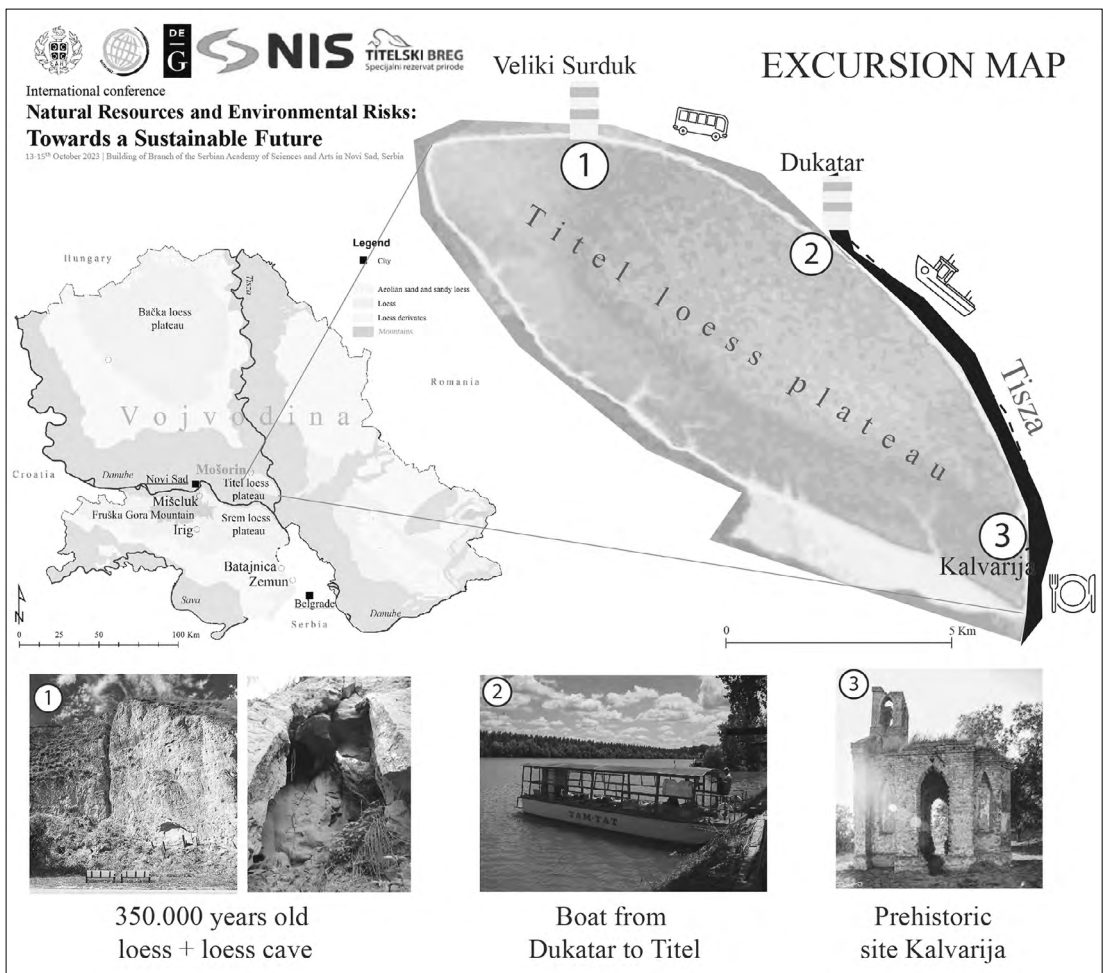 DE
G
NIS
TITELSKI BREG
Specijalni rezervat prirode
International conference
Natural Resources and Environmental Risks:
Towards a Sustainable Future
13-15th October 2023 | Building of Branch of the Serbian Academy of Sciences and Arts in Novi Sad, Serbia
EXCURSION MAP
Veliki Surduk
1
Dukatar
2
Titel loess plateau
Tisza
3
Kalvarija
0 5 Km
Legend
City
Aeolian sand and sandy loess
Loess
Loess derivates
Mountains
Hungary
Tisza
Bačka loess
plateau
Romania
Vojvodina
Croatia
Danube
Novi Sad
Mošorin
Titel loess
plateau
Mišeluk
Fruška Gora Mountain
Srem loess
plateau
Irig
Batajnica
Zemun
Sava
Belgrade
Danube
Serbia
N
0 25 50 100 Km
1
350.000 years old
loess + loess cave
2
TAM-TAT
Boat from
Dukatar to Titel
3
Prehistoric
site Kalvarija